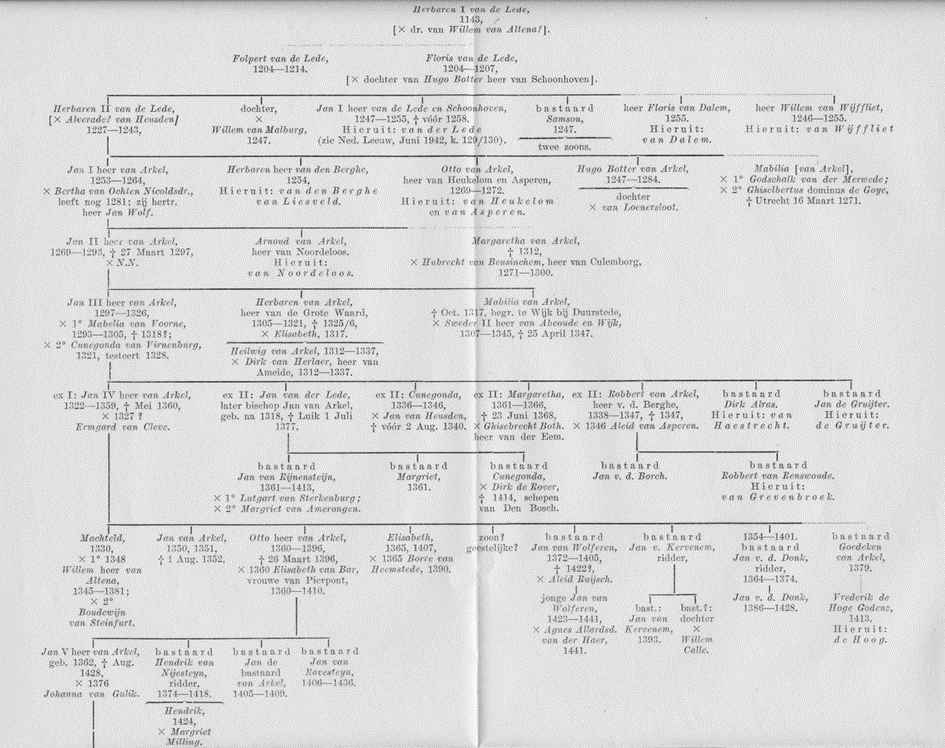 Herbaren I van de Lede,
1143,
[× dr. van Willem van Altena?].
Folpert van de Lede,
1204—1214.
Floris van de Lede,
1204—1207,
[× dochter van Hugo Botter heer van Schoonhoven].
Herbaren II van de Lede,
[× Alverade? van Heusden]
1227—1243,
dochter,
×
Willem van Malburg,
1247.
Jan I heer van de Lede en Schoonhoven,
1247—1255, † vóór 1258.
Hieruit: van der Lede
(zie Ned. Leeuw, Juni 1942, k. 129/130).
bastaard
Samson,
1247.
twee zoons.
heer Floris van Dalem,
1255.
Hieruit:
van Dalem.
heer Willem van Wijffliet,
1246—1255.
Hieruit: van Wijffliet
Jan I heer van Arkel,
1253—1264,
× Bertha van Ochten Nicoldsdr.,
leeft nog 1281: zij hertr.
heer Jan Wolf.
Herbaren heer van den Berghe,
1254,
Hieruit: van den Berghe
van Liesveld.
Otto van Arkel,
heer van Heukelom en Asperen,
1269—1272.
Hieruit: van Heukelom
en van Asperen.
Hugo Botter van Arkel,
1247—1284.
dochter
× van Loenersloot.
Mabilia [van Arkel],
× 1° Godschalk van der Merwede;
× 2° Ghiselbertus dominus de Goye,
† Utrecht 16 Maart 1271.
Jan II heer van Arkel,
1269—1296, † 27 Maart 1297,
× N.N.
Arnoud van Arkel,
heer van Noordeloos.
Hieruit:
van Noordeloos.
Margaretha van Arkel,
† 1312,
× Hubrecht van Beusinchem, heer van Culemborg,
1271—1300.
Jan III heer van Arkel,
1297—1326,
× 1° Mabelia van Voorne,
1293—1305, † 1318?;
× 2° Cunegonda van Virnenburg,
1321, testeert 1328.
Herbaren van Arkel,
heer van de Grote Waard,
1305—1321, † 1325/6,
× Elisabeth, 1317.
Heilwig van Arkel, 1312—1337,
× Dirk van Herlaer, heer van
Ameide, 1312—1337.
Mabilia van Arkel,
† Oct. 1317, begr. te Wijk bij Duurstede,
× Sweder II heer van Abcoude en Wijk,
1307—1345, † 25 April 1347.
ex I: Jan IV heer van Arkel,
1322—1359, † Mei 1360,
× 1327 ?
Ermgard van Cleve.
ex II: Jan van der Lede,
later bisschop Jan van Arkel,
geb. na 1318, † Luik 1 Juli
1377.
ex II: Cunegonda,
1336—1346,
× Jan van Heusden,
† vóór 2 Aug. 1340.
ex II: Margaretha,
1361—1366,
† 23 Juni 1368,
× Ghisebrecht Both.
heer van der Eem.
ex II: Robbert van Arkel,
heer v. d. Berghe,
1338—1347, † 1347,
× 1346 Aleid van Asperen.
bastaard
Dirk Alras.
Hieruit: van
Haestrecht.
bastaard
Jan de Gruijter.
Hieruit:
de Gruijter.
bastaard
Jan van Rijnensteijn,
1361—1413,
× 1° Lutgart van Sterkenburg;
× 2° Margriet van Amerongen.
bastaard
Margriet,
1361.
bastaard
Cunegonda,
× Dirk de Rover,
† 1414, schepen
van Den Bosch.
bastaard
Jan v. d. Borch.
bastaard
Robbert van Renswoude.
Hieruit:
van Grevenbroek.
Machteld,
1330,
× 1° 1348
Willem heer van
Altena,
1345—1381;
× 2°
Boudewijn
van Steinfurt.
Jan van Arkel,
1350, 1351,
† 1 Aug. 1352.
Otto heer van Arkel,
1360—1396,
† 26 Maart 1396,
× 1360 Elisabeth van Bar,
vrouwe van Pierpont,
1360—1410.
Elisabeth,
1365, 1407,
× 1365 Borre van
Heemstede, 1390.
zoon?
geestelijke?
bastaard
Jan van Wolferen,
1372—1405,
† 1422?,
× Aleid Ruijsch.
jonge Jan van
Wolferen,
1423—1441,
× Agnes Allardsd.
van der Haer,
1441.
bastaard
Jan v. Kervenem,
ridder,
bast.:
Jan van
Kervenem,
1393.
bast.?:
dochter
×
Willem
Calle.
1354—1401.
bastaard
Jan v. d. Donk,
ridder,
1364—1374.
Jan v. d. Donk,
1386—1428.
bastaard
Goedeken
van Arkel,
1379.
Vrederik de
Hoge Godenz,
1413.
Hieruit:
de Hoog.
Jan V heer van Arkel,
geb. 1362, † Aug.
1428,
× 1376
Johanna van Gulik.
bastaard
Hendrik van
Nijesteyn,
ridder,
1374—1418.
Hendrik,
1424,
× Margriet
Milling.
bastaard
Jan de
bastaard
van Arkel,
1405—1409.
bastaard
Jan van
Ravesteyn,
1406—1436.